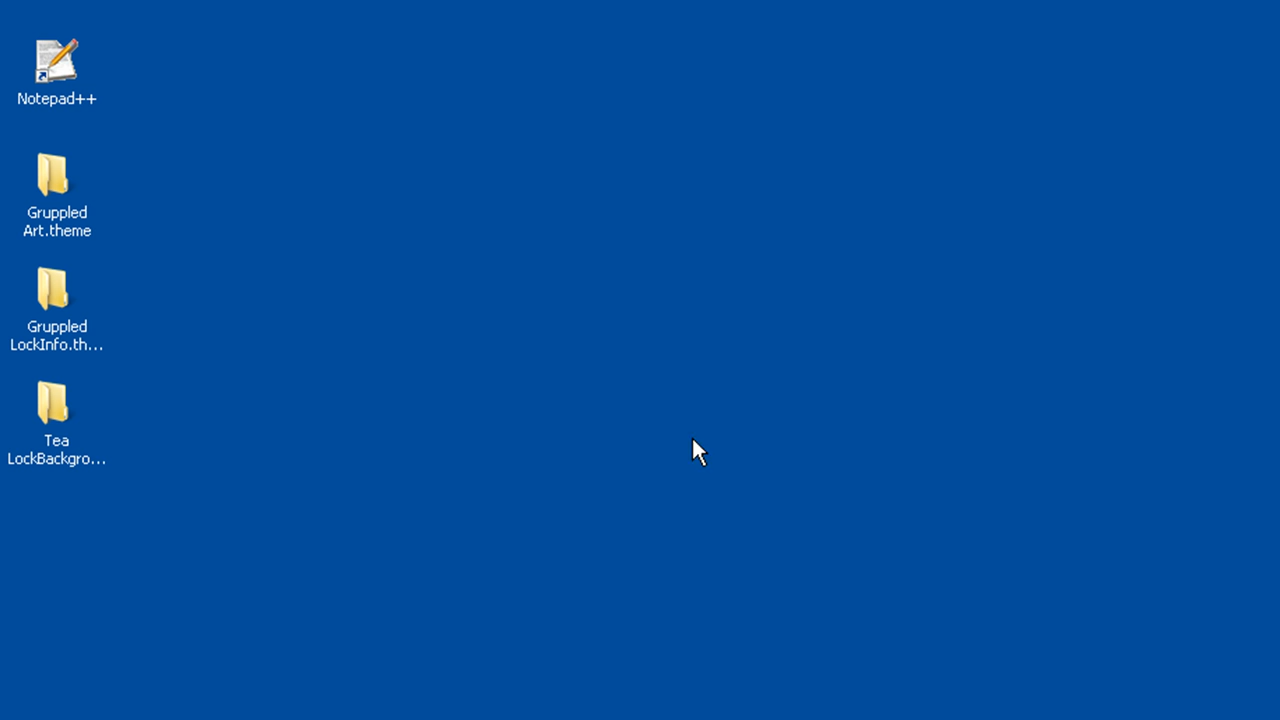 Notepad++
Gruppled
Art.theme
Gruppled
LockInfo.th...
Tea
LockBackgro...